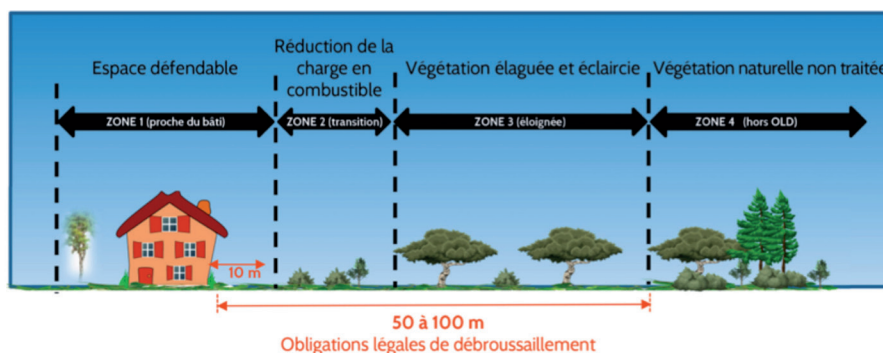 Espace défendable
Réduction de la
charge en
combustible
Végétation élaguée et éclaircie
Végétation naturelle non traitée
ZONE 1 (proche du bâti)
ZONE 2 (transition)
ZONE 3 (éloignée)
ZONE 4 (hors OLD)
10 m
50 à 100 m
Obligations légales de débroussaillement